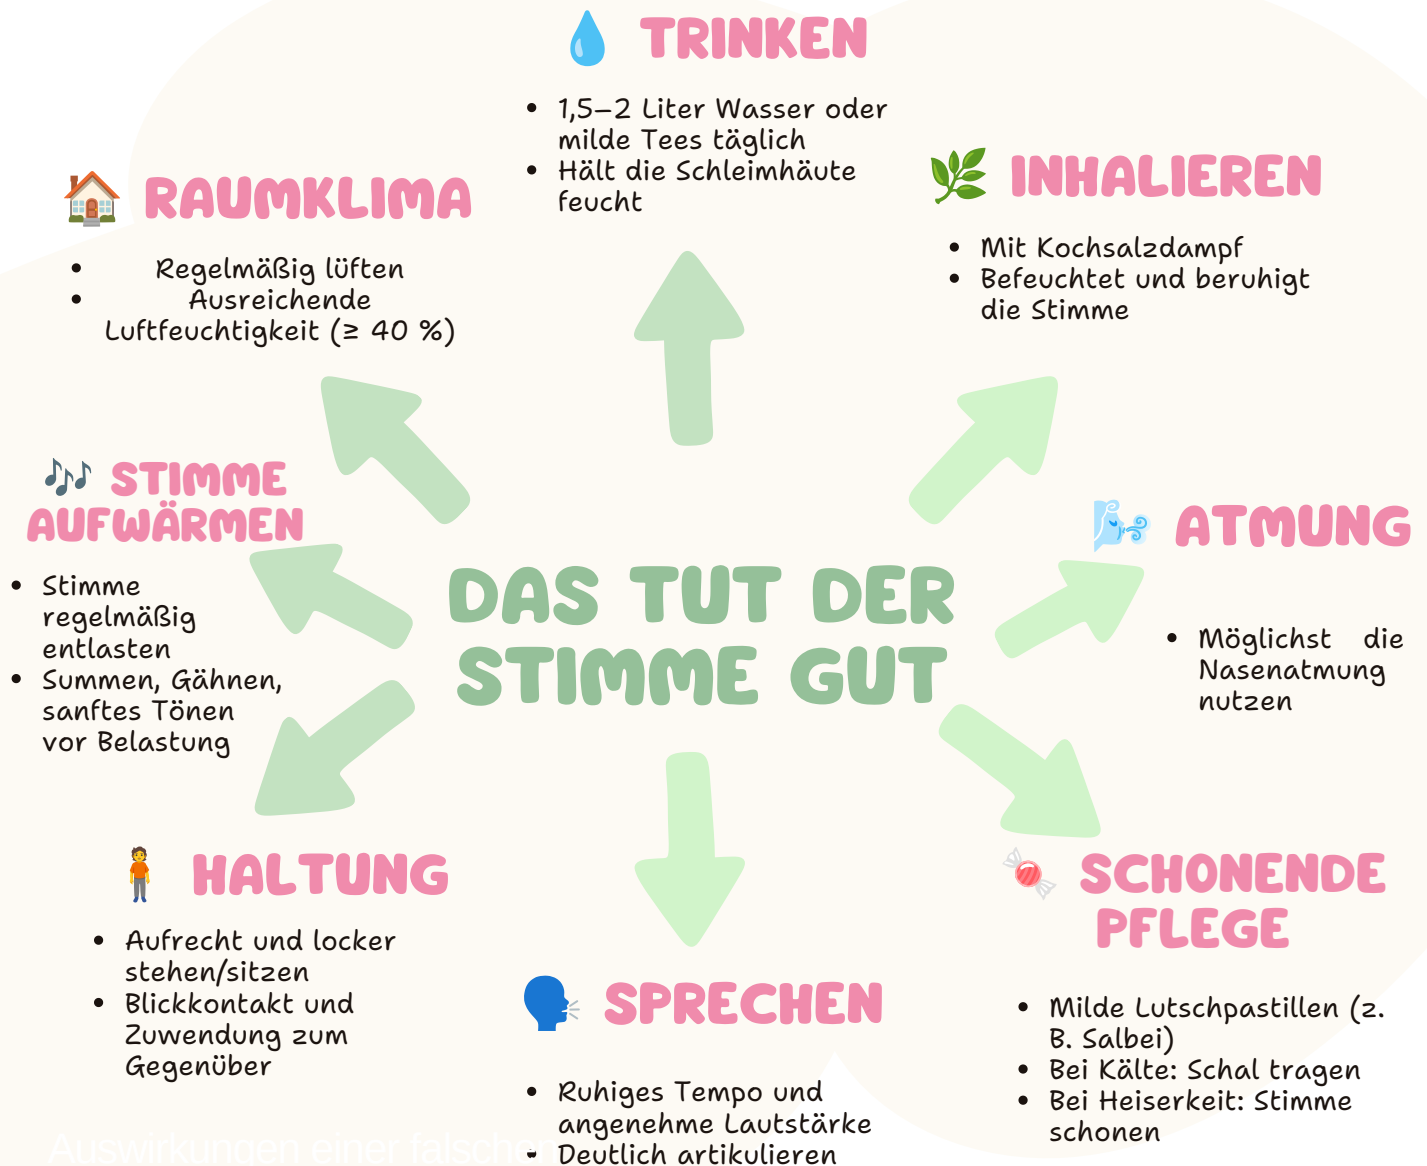 TRINKEN
• 1,5–2 Liter Wasser oder
milde Tees täglich
• Hält die Schleimhäute
feucht
INHALIEREN
• Mit Kochsalzdampf
• Befeuchtet und beruhigt
die Stimme
RAUMKLIMA
• Regelmäßig lüften
• Ausreichende
Luftfeuchtigkeit (≥ 40 %)
STIMME
AUFWÄRMEN
• Stimme
regelmäßig
entlasten
• Summen, Gähnen,
sanftes Tönen
vor Belastung
DAS TUT DER
STIMME GUT
ATMUNG
• Möglichst die
Nasenatmung
nutzen
HALTUNG
• Aufrecht und locker
stehen/sitzen
• Blickkontakt und
Zuwendung zum
Gegenüber
SPRECHEN
• Ruhiges Tempo und
angenehme Lautstärke
• Deutlich artikulieren
SCHONENDE
PFLEGE
• Milde Lutschpastillen (z.
B. Salbei)
• Bei Kälte: Schal tragen
• Bei Heiserkeit: Stimme
schonen
Auswirkungen einer falschen